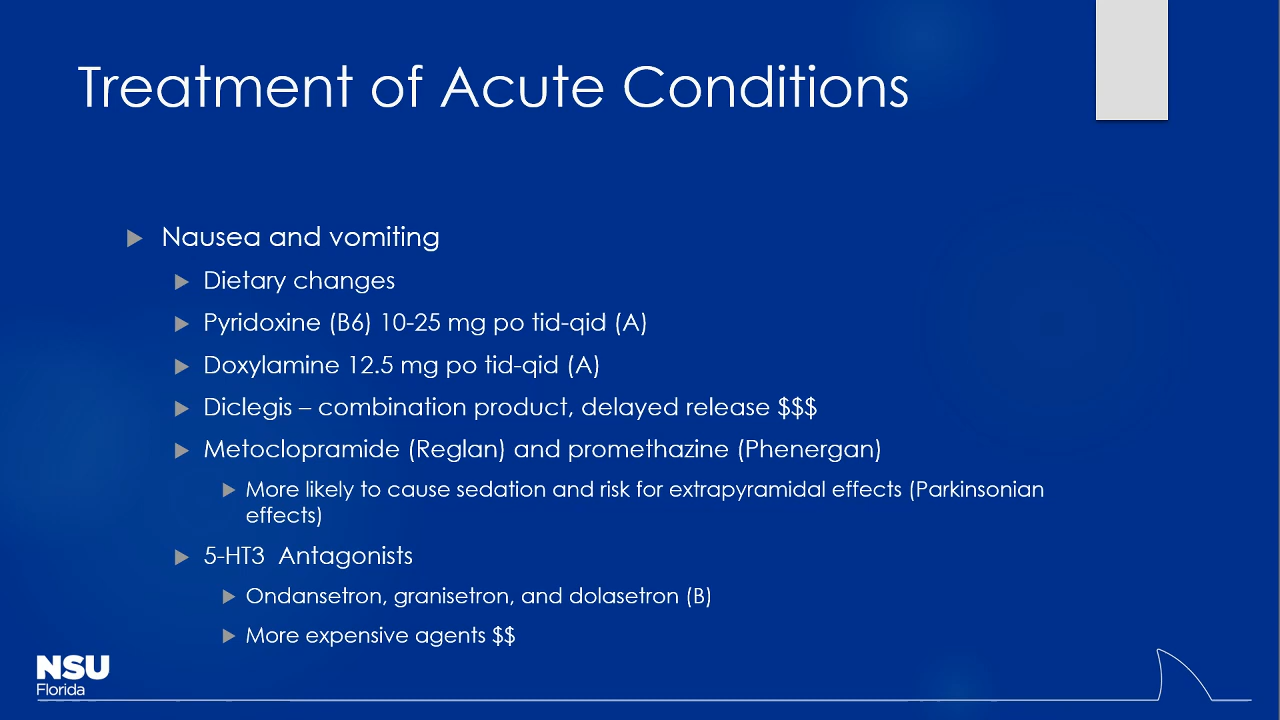 Treatment of Acute Conditions
Nausea and vomiting
Dietary changes
Pyridoxine (B6) 10-25 mg po tid-qid (A)
Doxylamine 12.5 mg po tid-qid (A)
Diclegis – combination product, delayed release $$$
Metoclopramide (Reglan) and promethazine (Phenergan)
More likely to cause sedation and risk for extrapyramidal effects (Parkinsonian
effects)
5-HT3  Antagonists
Ondansetron, granisetron, and dolasetron (B)
More expensive agents $$
NSU
Florida